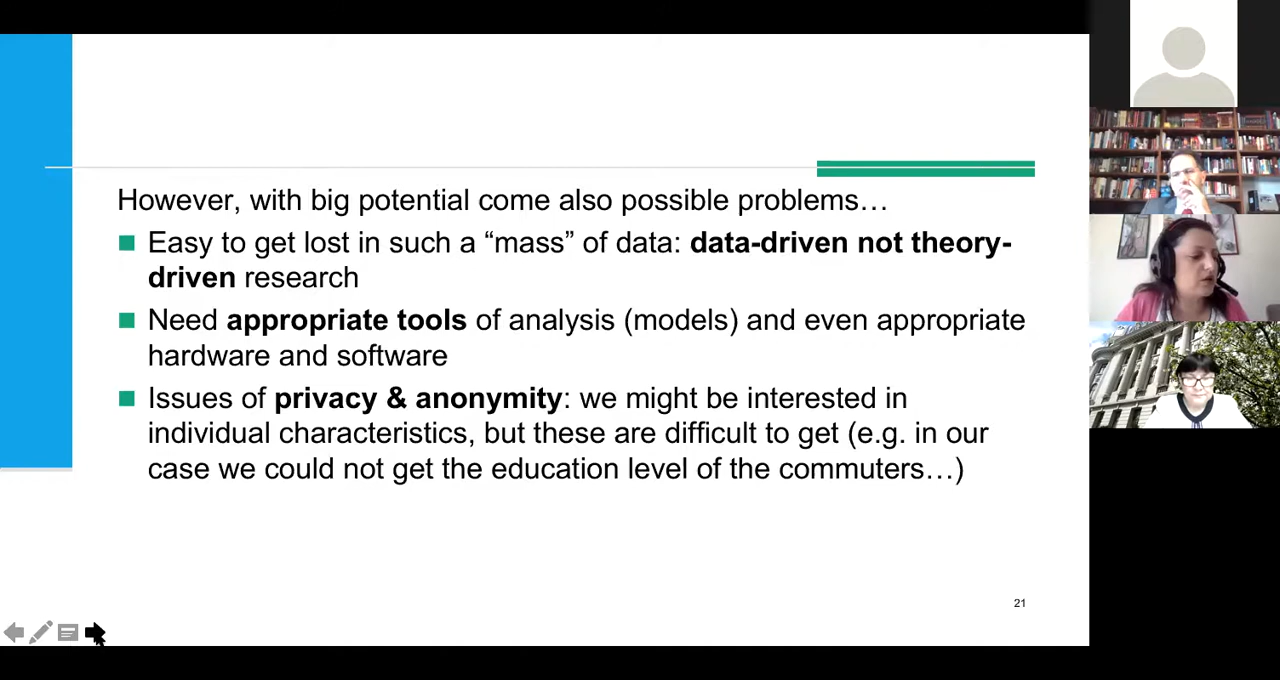 However, with big potential come also possible problems…
Easy to get lost in such a “mass” of data: data-driven not theory-
driven research
Need appropriate tools of analysis (models) and even appropriate
hardware and software
Issues of privacy & anonymity: we might be interested in
individual characteristics, but these are difficult to get (e.g. in our
case we could not get the education level of the commuters…)
21